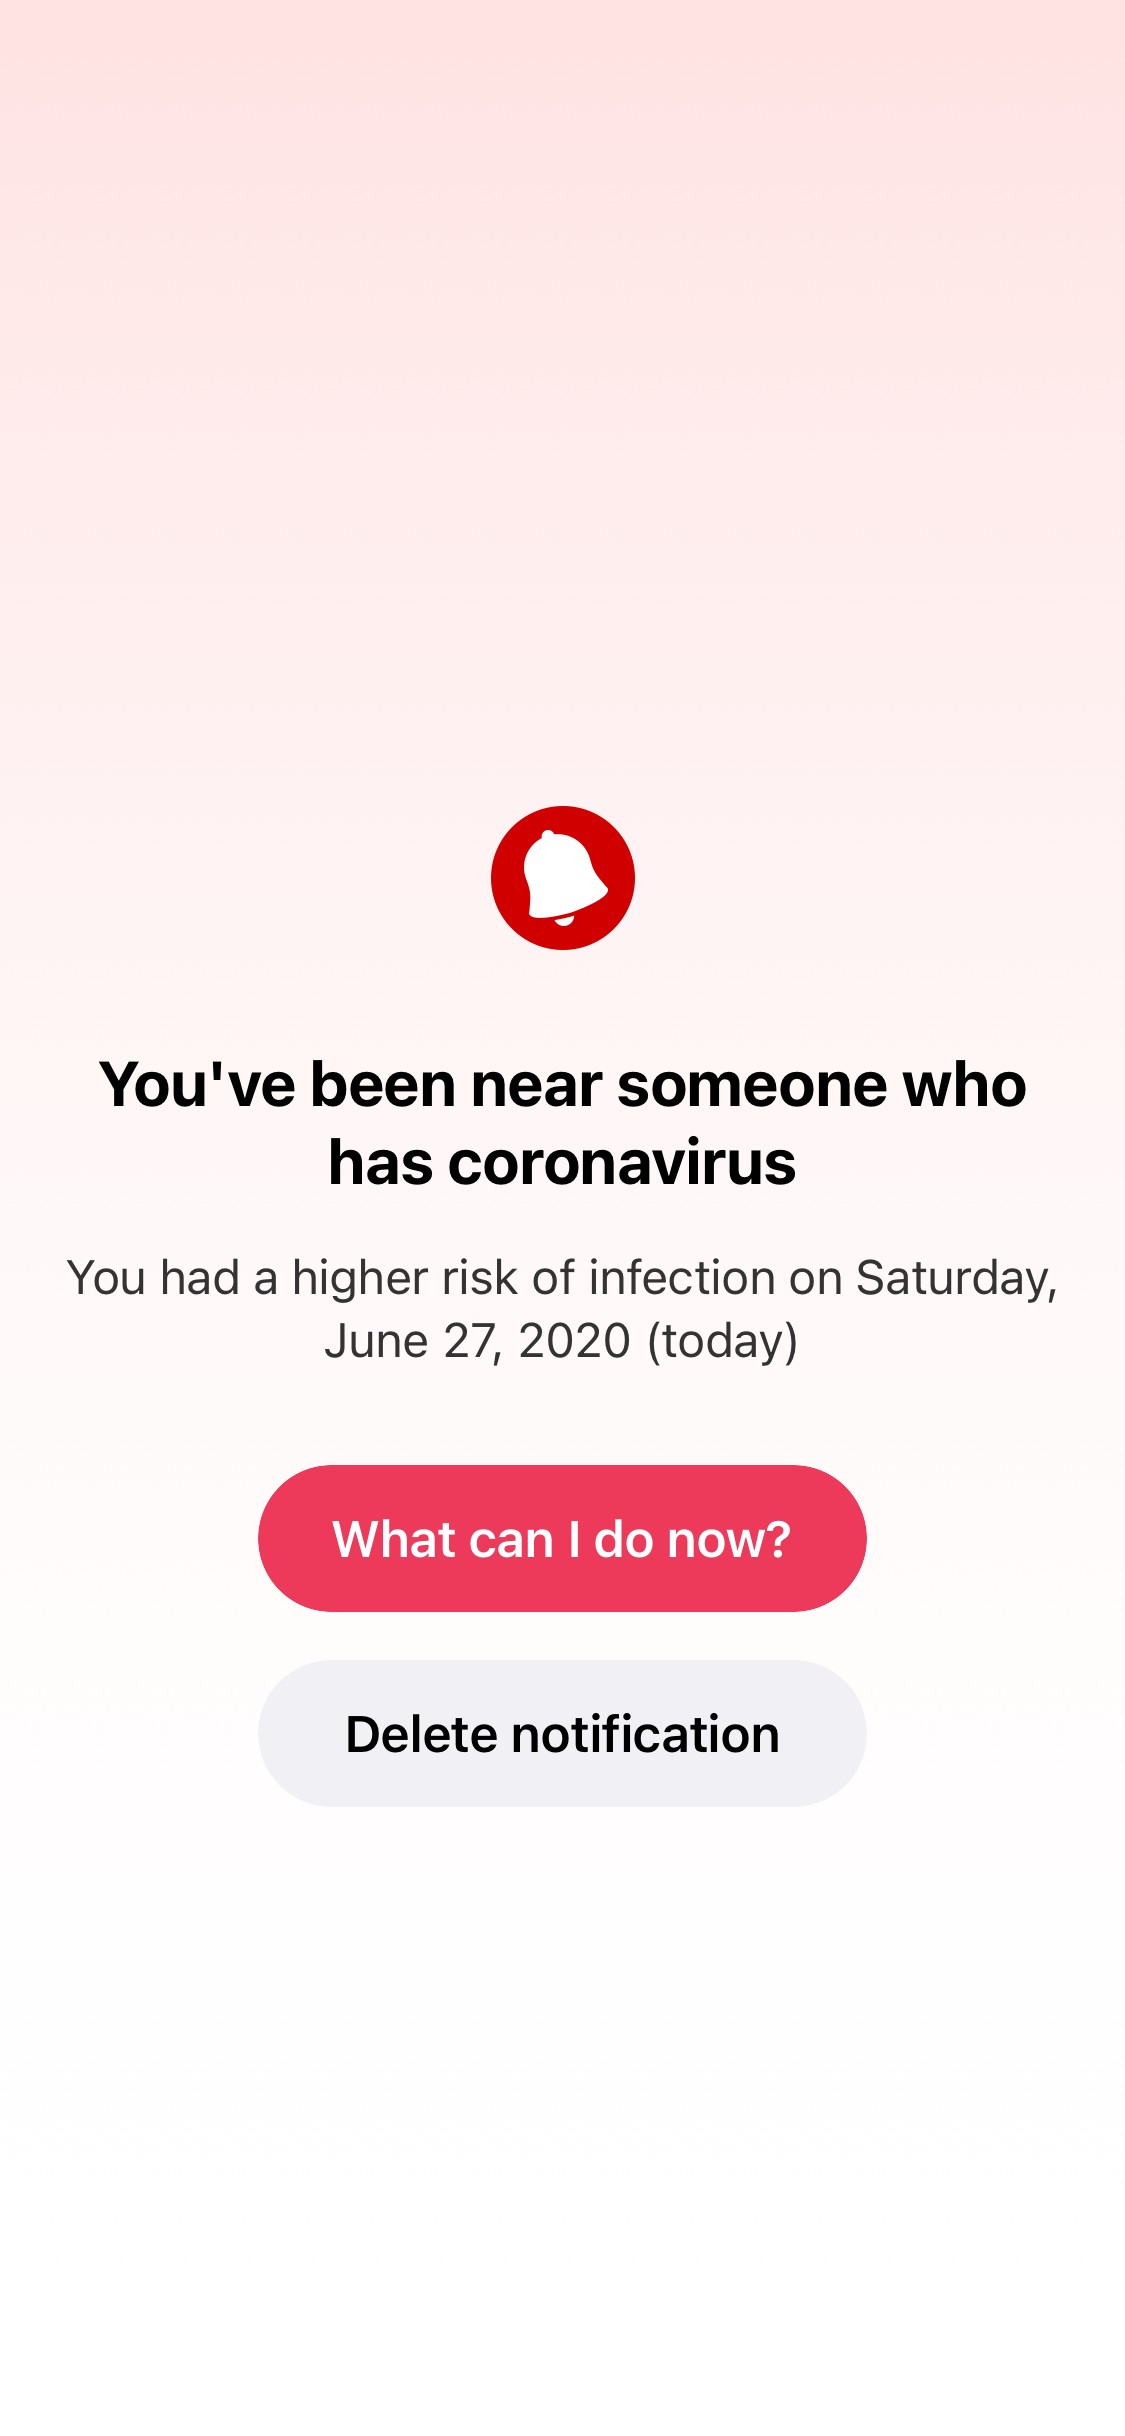 You've been near someone who
has coronavirus
You had a higher risk of infection on Saturday,
June 27, 2020 (today)
What can I do now?
Delete notification